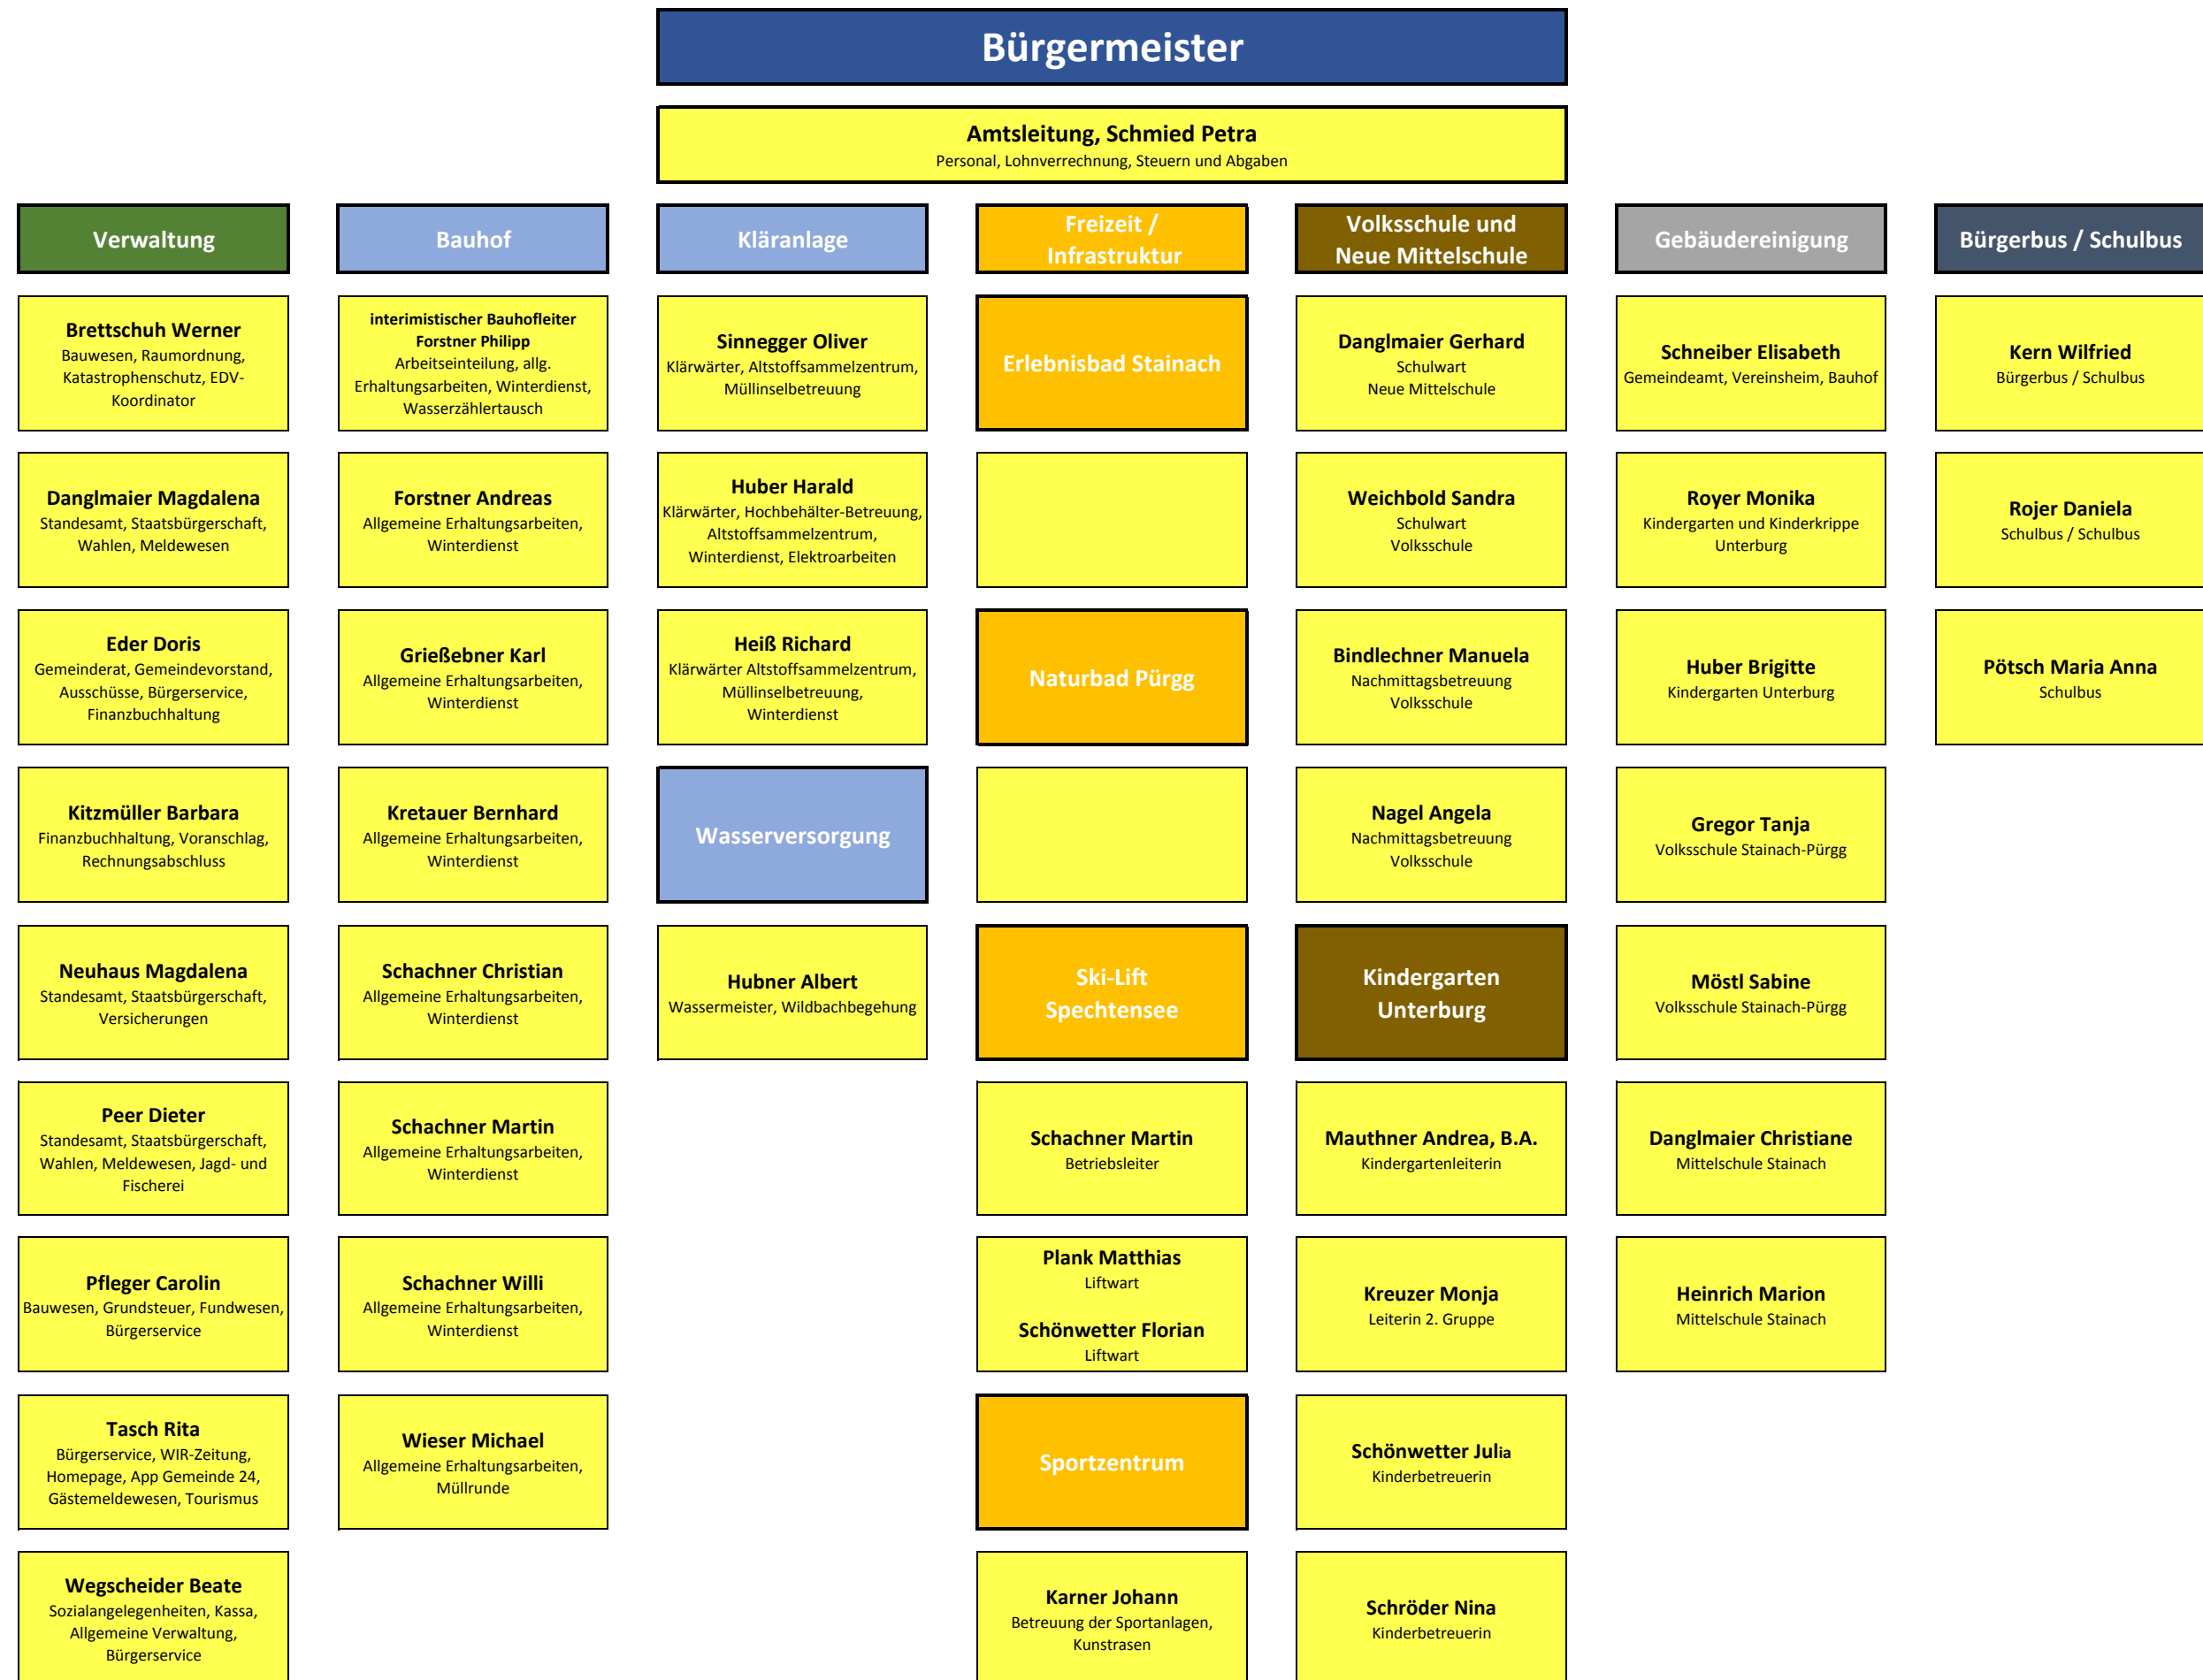 Bürgermeister
Amtsleitung, Schmied Petra
Personal, Lohnverrechnung, Steuern und Abgaben
Verwaltung
Brettschuh Werner
Bauwesen, Raumordnung,
Katastrophenschutz, EDV-
Koordinator
Danglmaier Magdalena
Standesamt, Staatsbürgerschaft,
Wahlen, Meldewesen
Eder Doris
Gemeinderat, Gemeindevorstand,
Ausschüsse, Bürgerservice,
Finanzbuchhaltung
Kitzmüller Barbara
Finanzbuchhaltung, Voranschlag,
Rechnungsabschluss
Neuhaus Magdalena
Standesamt, Staatsbürgerschaft,
Versicherungen
Peer Dieter
Standesamt, Staatsbürgerschaft,
Wahlen, Meldewesen, Jagd- und
Fischerei
Pfleger Carolin
Bauwesen, Grundsteuer, Fundwesen,
Bürgerservice
Tasch Rita
Bürgerservice, WIR-Zeitung,
Homepage, App Gemeinde 24,
Gästemeldewesen, Tourismus
Wegscheider Beate
Sozialangelegenheiten, Kassa,
Allgemeine Verwaltung,
Bürgerservice
Bauhof
interimistischer Bauhofleiter
Forstner Philipp
Arbeitseinteilung, allg.
Erhaltungsarbeiten, Winterdienst,
Wasserzählertausch
Forstner Andreas
Allgemeine Erhaltungsarbeiten,
Winterdienst
Grießebner Karl
Allgemeine Erhaltungsarbeiten,
Winterdienst
Kretauer Bernhard
Allgemeine Erhaltungsarbeiten,
Winterdienst
Schachner Christian
Allgemeine Erhaltungsarbeiten,
Winterdienst
Schachner Martin
Allgemeine Erhaltungsarbeiten,
Winterdienst
Schachner Willi
Allgemeine Erhaltungsarbeiten,
Winterdienst
Wieser Michael
Allgemeine Erhaltungsarbeiten,
Müllrunde
Kläranlage
Sinnegger Oliver
Klärwärter, Altstoffsammelzentrum,
Müllinselbetreuung
Huber Harald
Klärwärter, Hochbehälter-Betreuung,
Altstoffsammelzentrum,
Winterdienst, Elektroarbeiten
Heiß Richard
Klärwärter Altstoffsammelzentrum,
Müllinselbetreuung,
Winterdienst
Wasserversorgung
Hubner Albert
Wassermeister, Wildbachbegehung
Freizeit /
Infrastruktur
Erlebnisbad Stainach
Naturbad Pürgg
Ski-Lift
Spechtensee
Schachner Martin
Betriebsleiter
Plank Matthias
Liftwart
Schönwetter Florian
Liftwart
Sportzentrum
Karner Johann
Betreuung der Sportanlagen,
Kunstrasen
Volksschule und
Neue Mittelschule
Danglmaier Gerhard
Schulwart
Neue Mittelschule
Weichbold Sandra
Schulwart
Volksschule
Bindlechner Manuela
Nachmittagsbetreuung
Volksschule
Nagel Angela
Nachmittagsbetreuung
Volksschule
Kindergarten
Unterburg
Mauthner Andrea, B.A.
Kindergartenleiterin
Kreuzer Monja
Leiterin 2. Gruppe
Schönwetter Julia
Kinderbetreuerin
Schröder Nina
Kinderbetreuerin
Gebäudereinigung
Schneiber Elisabeth
Gemeindeamt, Vereinsheim, Bauhof
Royer Monika
Kindergarten und Kinderkrippe
Unterburg
Huber Brigitte
Kindergarten Unterburg
Gregor Tanja
Volksschule Stainach-Pürgg
Möstl Sabine
Volksschule Stainach-Pürgg
Danglmaier Christiane
Mittelschule Stainach
Heinrich Marion
Mittelschule Stainach
Bürgerbus / Schulbus
Kern Wilfried
Bürgerbus / Schulbus
Rojer Daniela
Schulbus / Schulbus
Pötsch Maria Anna
Schulbus